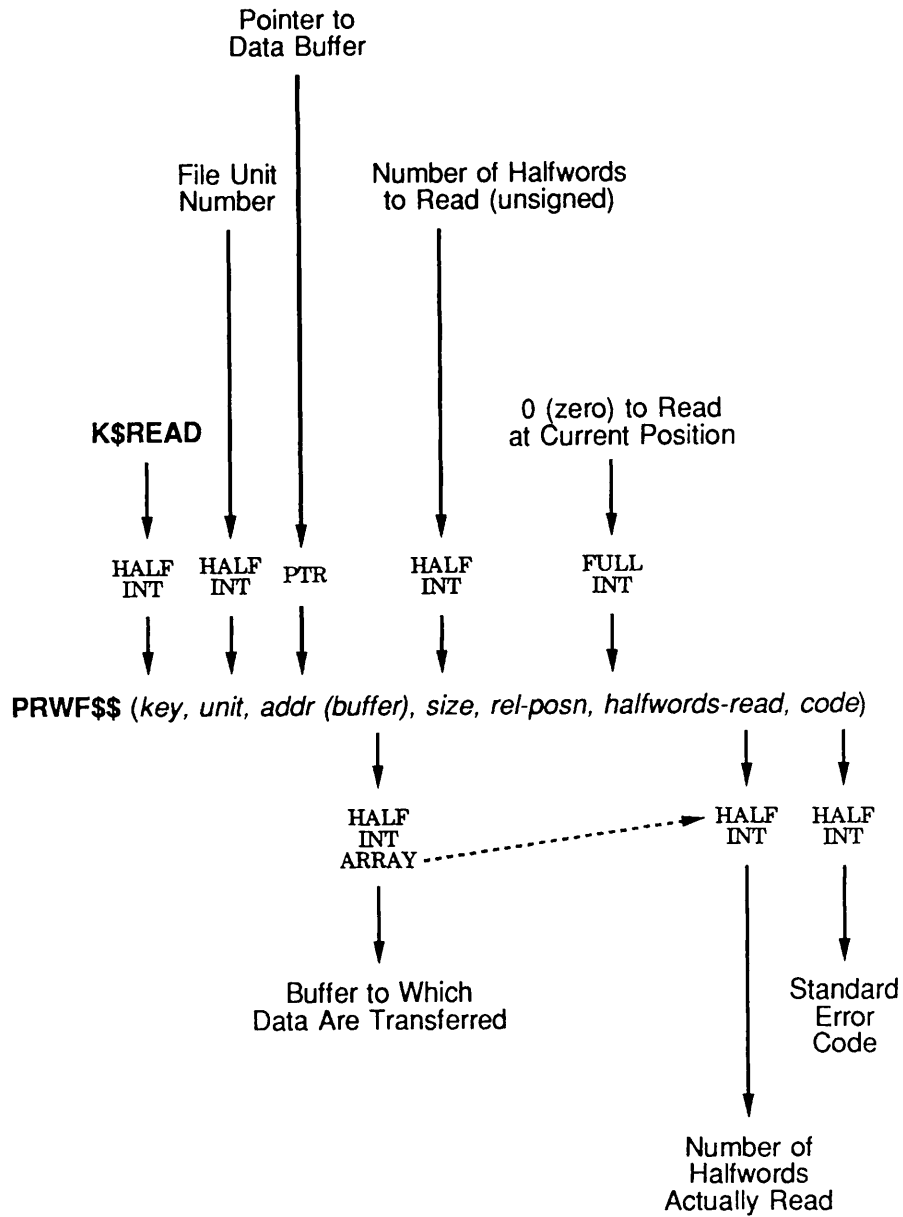 Pointer to
Data Buffer
File Unit
Number
Number of Halfwords
to Read (unsigned)
K$READ
0 (zero) to Read
at Current Position
HALF
INT
HALF
INT
PTR
HALF
INT
FULL
INT
PRWF$$ (key, unit, addr (buffer), size, rel-posn, halfwords-read, code)
HALF
INT
ARRAY
HALF
INT
HALF
INT
Buffer to Which
Data Are Transferred
Standard
Error
Code
Number of
Halfwords
Actually Read